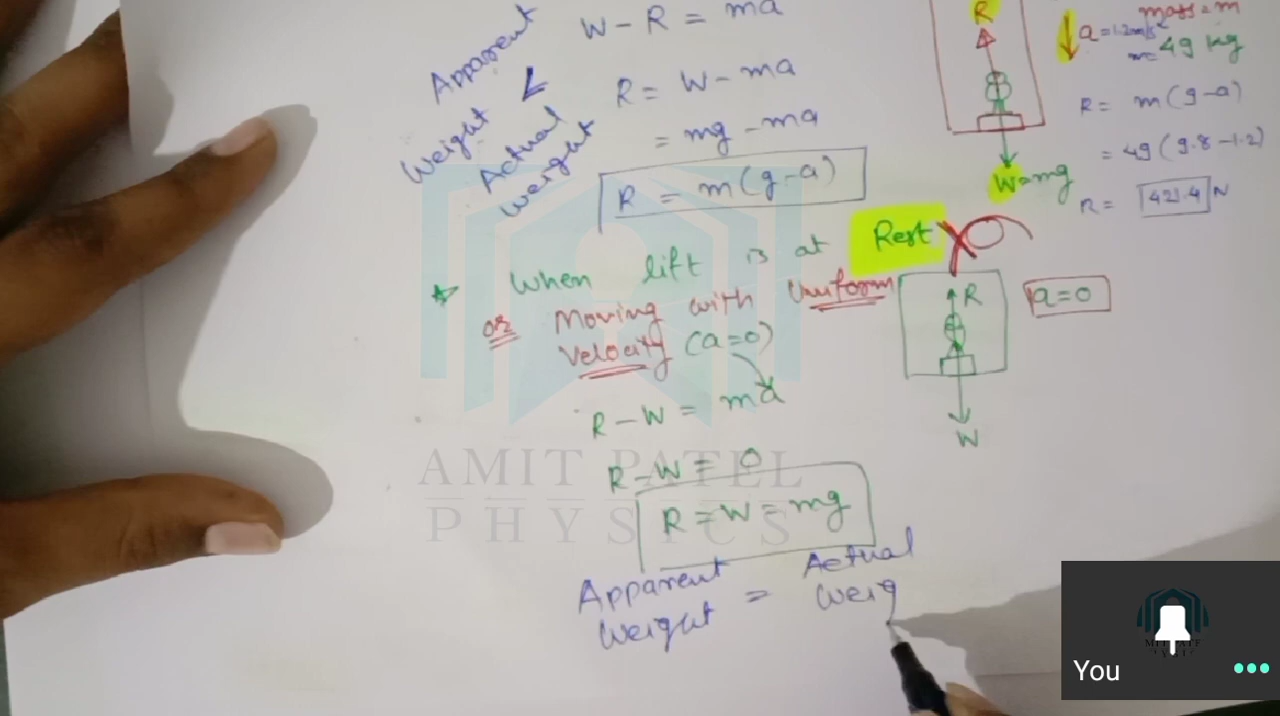 Apparent
Weight < Actual
weight
W - R = ma
R = W - ma
= mg - ma
R = m(g-a)
R
a = 1.2m/s²
mass = m
m = 49 kg
R = m(g-a)
= 49(9.8-1.2)
R = 421.4 N
W=mg
☆ When lift is at Rest
or Moving with Uniform
Velocity (a=0)
R
a=0
W
R - W = ma
R - W = 0
R = W = mg
Apparent
Weight = Actual
Weig
AMIT PATEL
PHYSICS
You